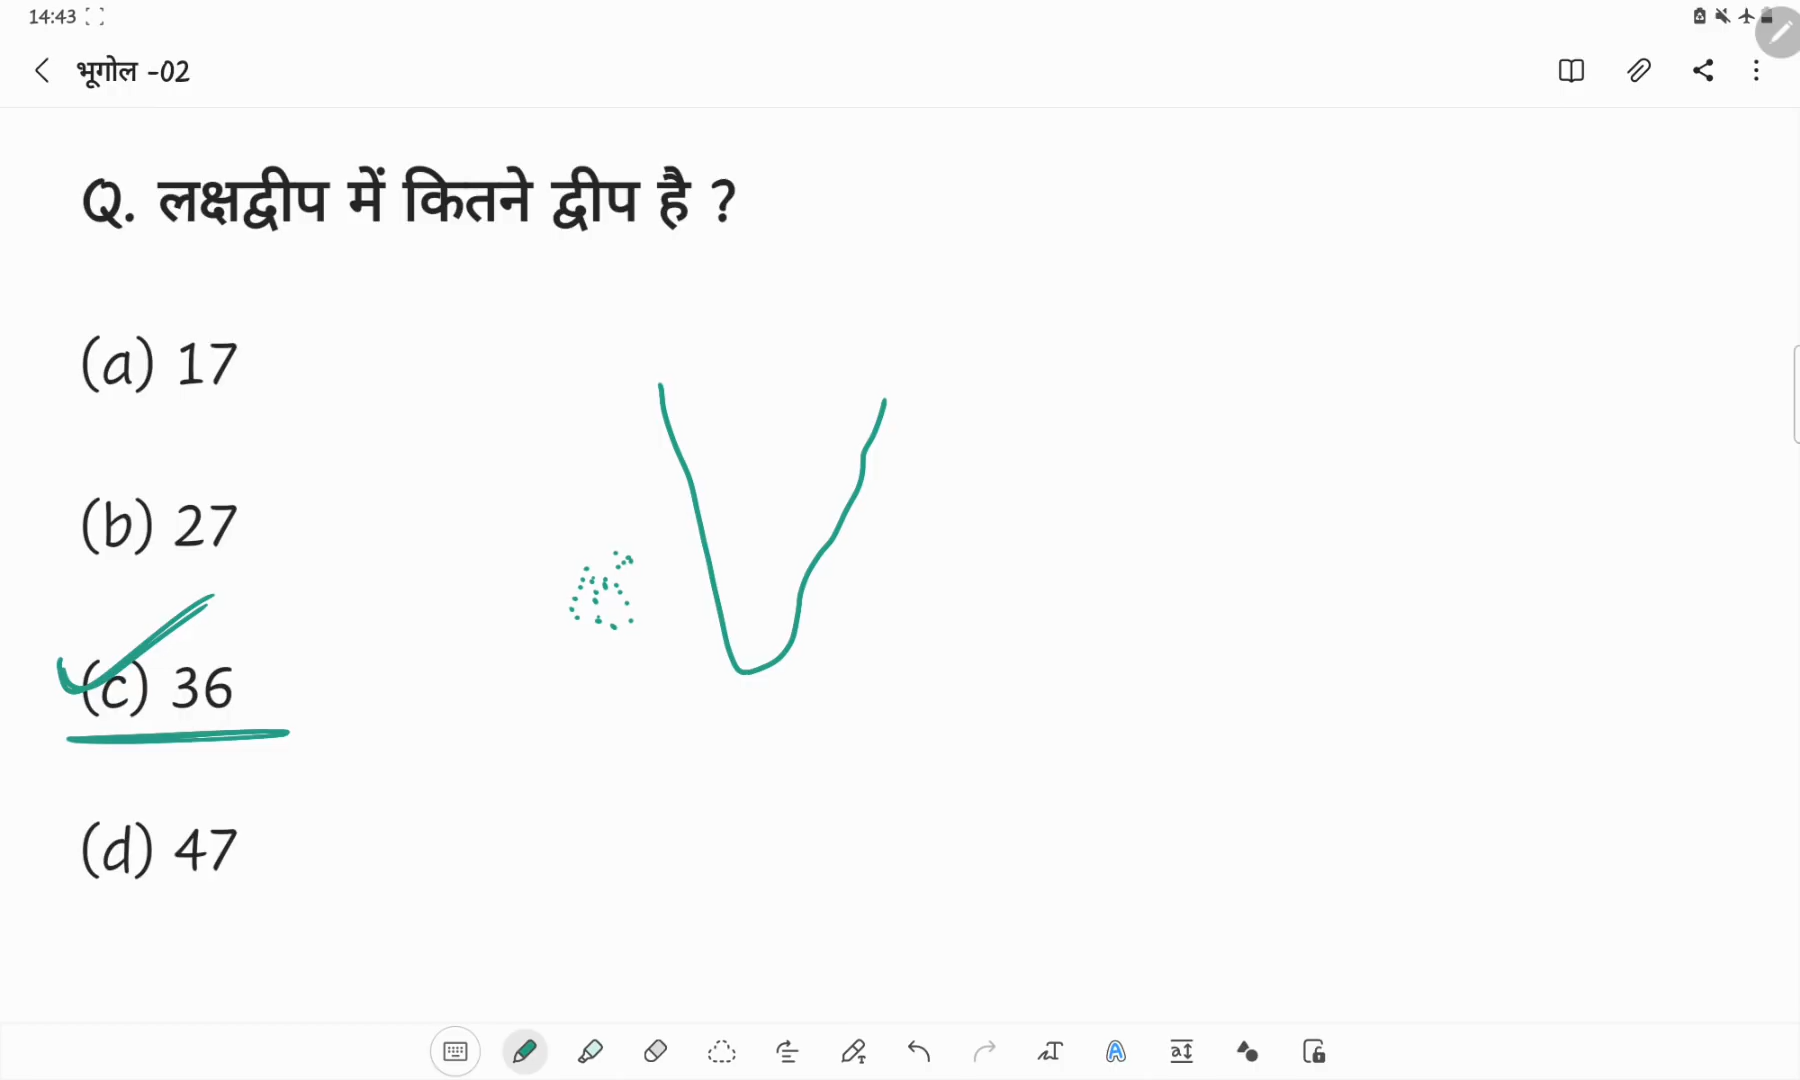 14:43
भूगोल -02
Q. लक्षद्वीप में कितने द्वीप है ?
(a) 17
(b) 27
(c) 36
(d) 47